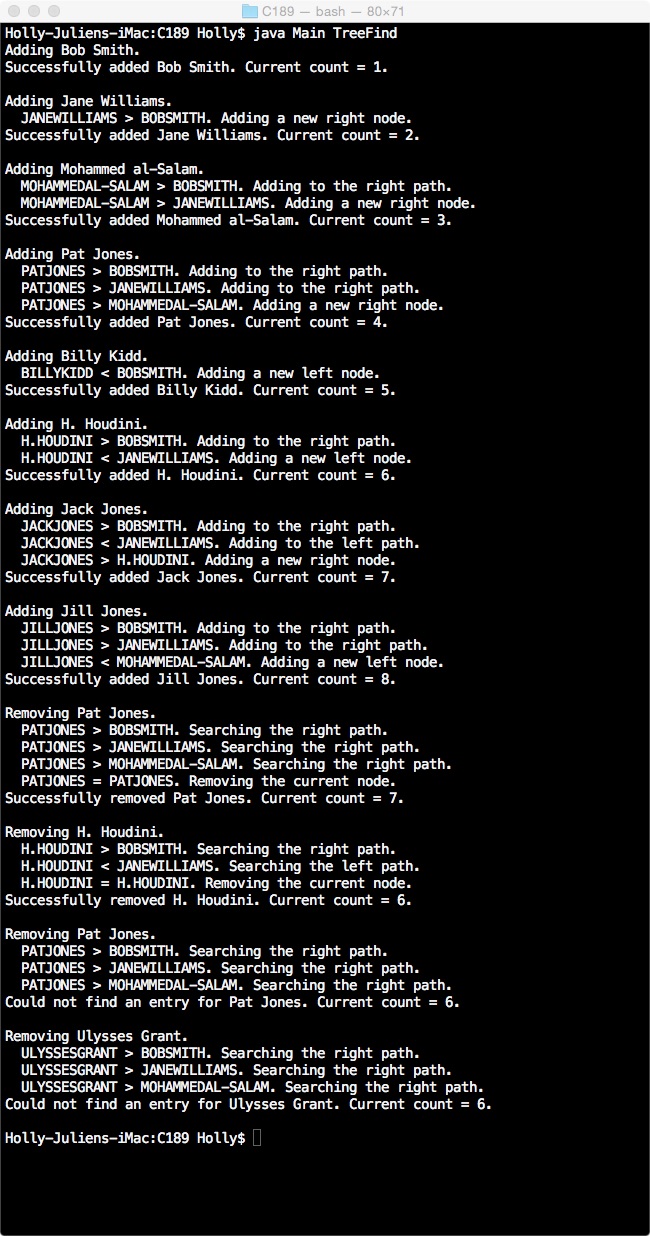 C189 — bash — 80×71
Holly-Juliens-iMac:C189 Holly$ java Main TreeFind
Adding Bob Smith.
Successfully added Bob Smith. Current count = 1.
Adding Jane Williams.
JANEWILLIAMS > BOBSMITH. Adding a new right node.
Successfully added Jane Williams. Current count = 2.
Adding Mohammed al-Salam.
MOHAMMEDAL-SALAM > BOBSMITH. Adding to the right path.
MOHAMMEDAL-SALAM > JANEWILLIAMS. Adding a new right node.
Successfully added Mohammed al-Salam. Current count = 3.
Adding Pat Jones.
PATJONES > BOBSMITH. Adding to the right path.
PATJONES > JANEWILLIAMS. Adding to the right path.
PATJONES > MOHAMMEDAL-SALAM. Adding a new right node.
Successfully added Pat Jones. Current count = 4.
Adding Billy Kidd.
BILLYKIDD < BOBSMITH. Adding a new left node.
Successfully added Billy Kidd. Current count = 5.
Adding H. Houdini.
H.HOUDINI > BOBSMITH. Adding to the right path.
H.HOUDINI < JANEWILLIAMS. Adding a new left node.
Successfully added H. Houdini. Current count = 6.
Adding Jack Jones.
JACKJONES > BOBSMITH. Adding to the right path.
JACKJONES < JANEWILLIAMS. Adding to the left path.
JACKJONES > H.HOUDINI. Adding a new right node.
Successfully added Jack Jones. Current count = 7.
Adding Jill Jones.
JILLJONES > BOBSMITH. Adding to the right path.
JILLJONES > JANEWILLIAMS. Adding to the right path.
JILLJONES < MOHAMMEDAL-SALAM. Adding a new left node.
Successfully added Jill Jones. Current count = 8.
Removing Pat Jones.
PATJONES > BOBSMITH. Searching the right path.
PATJONES > JANEWILLIAMS. Searching the right path.
PATJONES > MOHAMMEDAL-SALAM. Searching the right path.
PATJONES = PATJONES. Removing the current node.
Successfully removed Pat Jones. Current count = 7.
Removing H. Houdini.
H.HOUDINI > BOBSMITH. Searching the right path.
H.HOUDINI < JANEWILLIAMS. Searching the left path.
H.HOUDINI = H.HOUDINI. Removing the current node.
Successfully removed H. Houdini. Current count = 6.
Removing Pat Jones.
PATJONES > BOBSMITH. Searching the right path.
PATJONES > JANEWILLIAMS. Searching the right path.
PATJONES > MOHAMMEDAL-SALAM. Searching the right path.
Could not find an entry for Pat Jones. Current count = 6.
Removing Ulysses Grant.
ULYSSESGRANT > BOBSMITH. Searching the right path.
ULYSSESGRANT > JANEWILLIAMS. Searching the right path.
ULYSSESGRANT > MOHAMMEDAL-SALAM. Searching the right path.
Could not find an entry for Ulysses Grant. Current count = 6.
Holly-Juliens-iMac:C189 Holly$